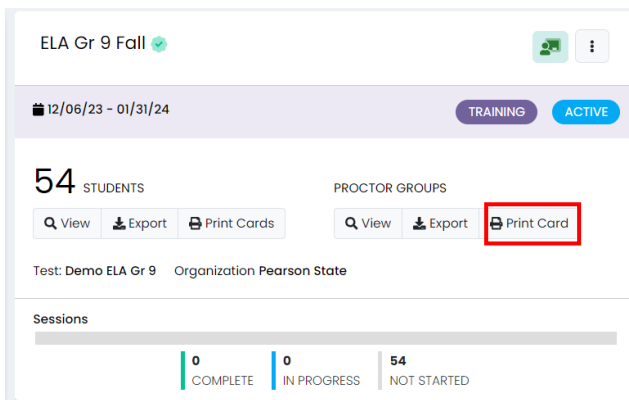 ELA Gr 9 Fall
12/06/23 - 01/31/24
TRAINING
ACTIVE
54 STUDENTS
View
Export
Print Cards
PROCTOR GROUPS
View
Export
Print Card
Test: Demo ELA Gr 9 Organization Pearson State
Sessions
0
COMPLETE
0
IN PROGRESS
54
NOT STARTED